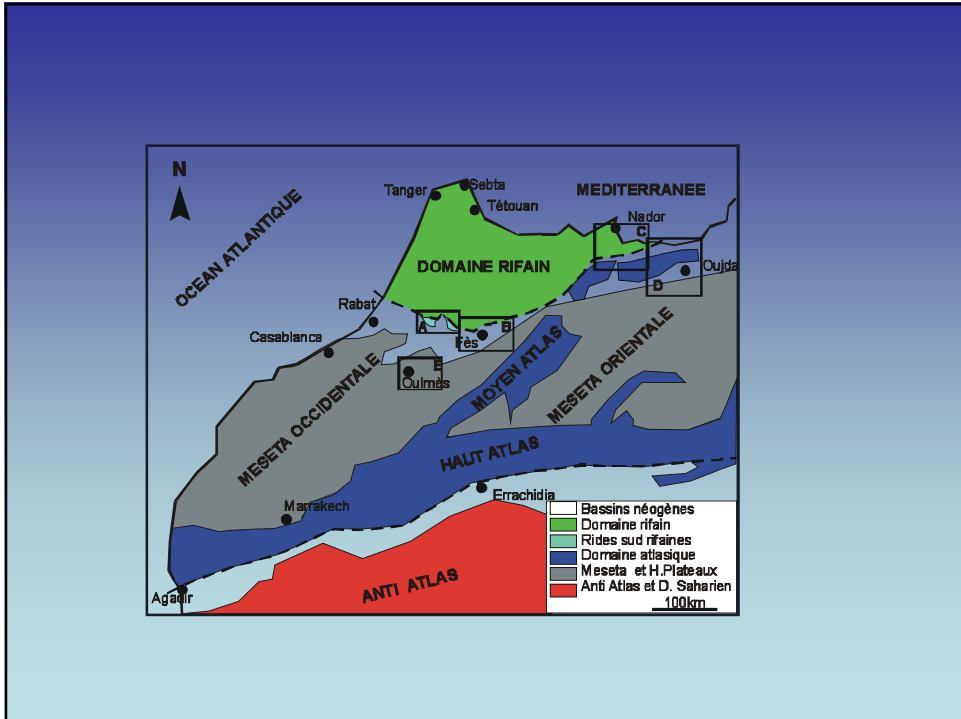 N
Sebta
Tanger
MEDITERRANEE
Tétouan
Nador
C
OCEAN ATLANTIQUE
DOMAINE RIFAIN
Oujda
D
Rabat
A
B
Casablanca
Fès
E
Oulmès
MOYEN ATLAS
MESETA ORIENTALE
MESETA OCCIDENTALE
HAUT ATLAS
Errachidia
Marrakech
ANTI ATLAS
Agadir
Bassins néogènes
Domaine rifain
Rides sud rifaines
Domaine atlasique
Meseta et H.Plateaux
Anti Atlas et D. Saharien
100km